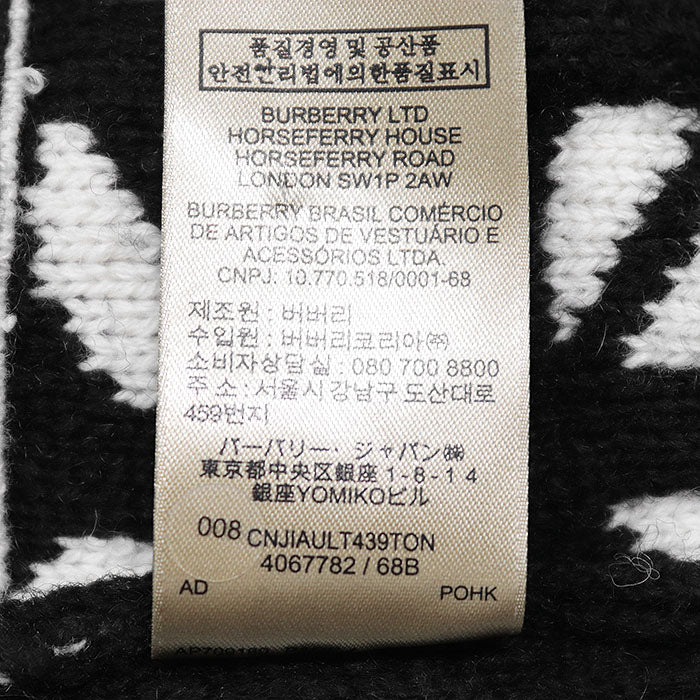 품질경영 및 공산품
안전관리법에의한품질표시
BURBERRY LTD
HORSEFERRY HOUSE
HORSEFERRY ROAD
LONDON SW1P 2AW
BURBERRY BRASIL COMÉRCIO
DE ARTIGOS DE VESTUÁRIO E
ACESSÓRIOS LTDA.
CNPJ: 10.770.518/0001-68
제조원 : 버버리
수입원 : 버버리코리아㈜
소비자상담실 : 080 700 8800
주 소 : 서울시 강남구 도산대로
459번지
バーバリー・ジャパン㈱
東京都中央区銀座 1-8-14
銀座YOMIKOビル
008 CNJIAULT439TON
4067782 / 68B
AD POHK